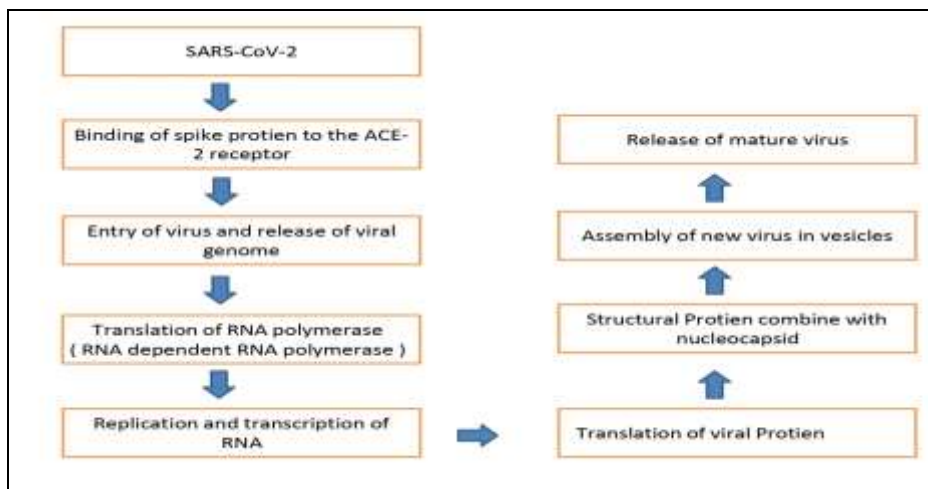 SARS-CoV-2
Binding of spike protien to the ACE-
2 receptor
Entry of virus and release of viral
genome
Translation of RNA polymerase
( RNA dependent RNA polymerase )
Replication and transcription of
RNA
Translation of viral Protien
Structural Protien combine with
nucleocapsid
Assembly of new virus in vesicles
Release of mature virus